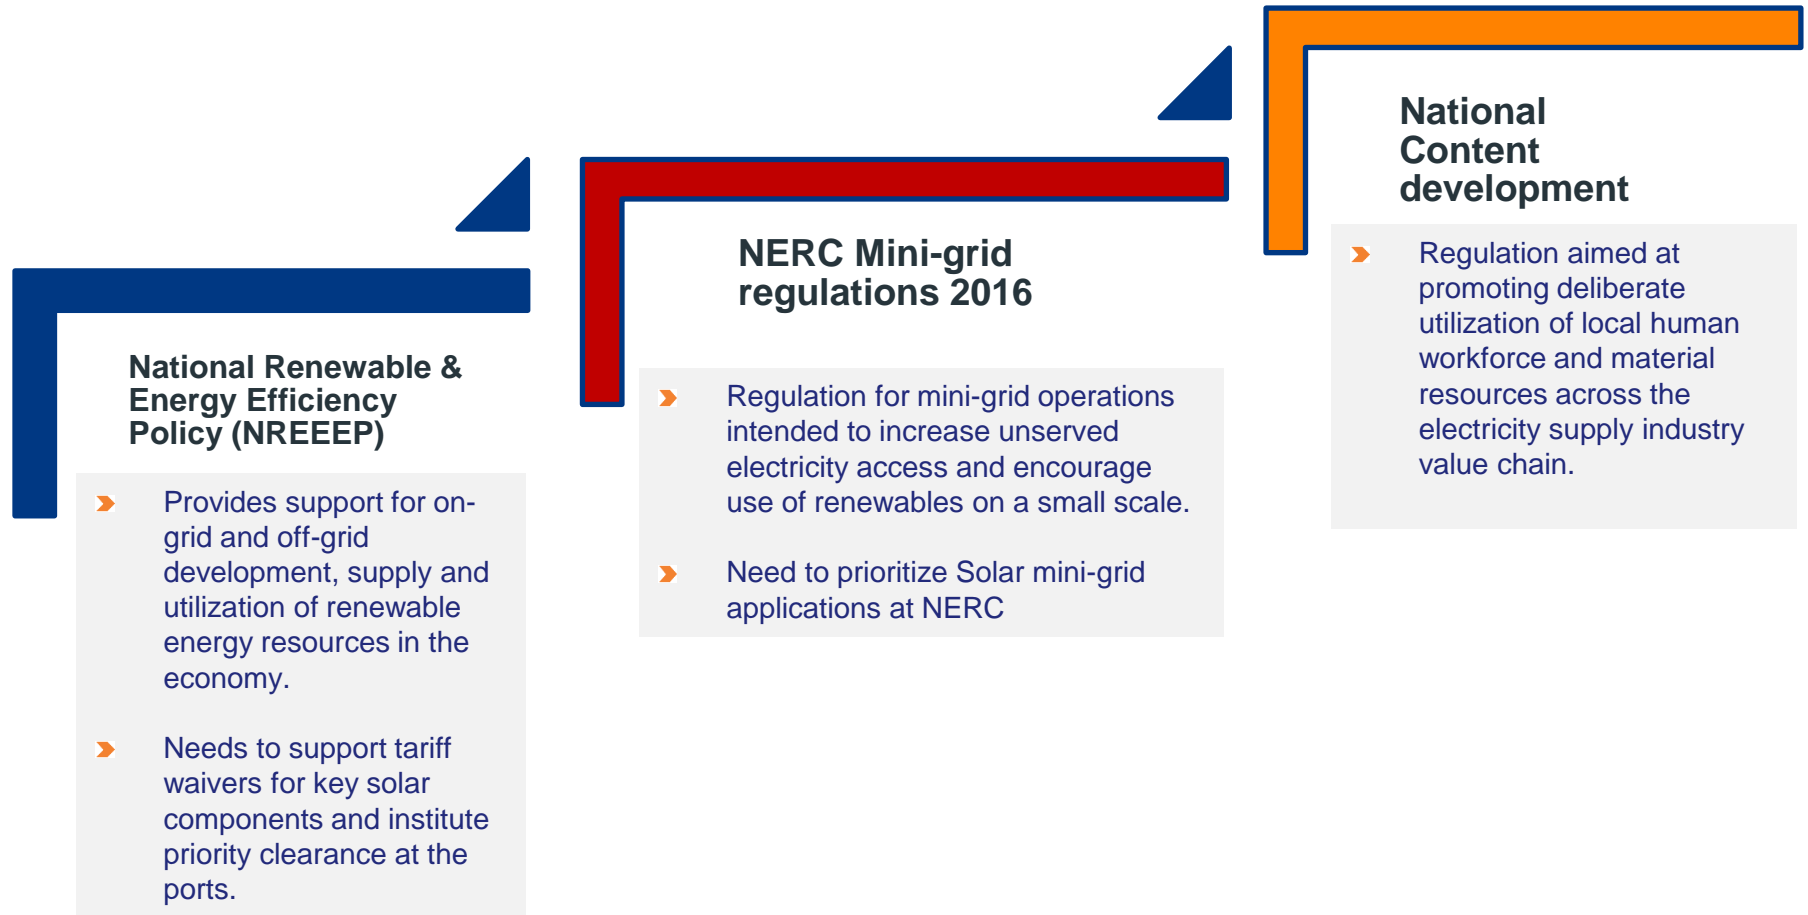 National Renewable &
Energy Efficiency
Policy (NREEEP)
Provides support for on-
grid and off-grid
development, supply and
utilization of renewable
energy resources in the
economy.
Needs to support tariff
waivers for key solar
components and institute
priority clearance at the
ports.
NERC Mini-grid
regulations 2016
Regulation for mini-grid operations
intended to increase unserved
electricity access and encourage
use of renewables on a small scale.
Need to prioritize Solar mini-grid
applications at NERC
National
Content
development
Regulation aimed at
promoting deliberate
utilization of local human
workforce and material
resources across the
electricity supply industry
value chain.